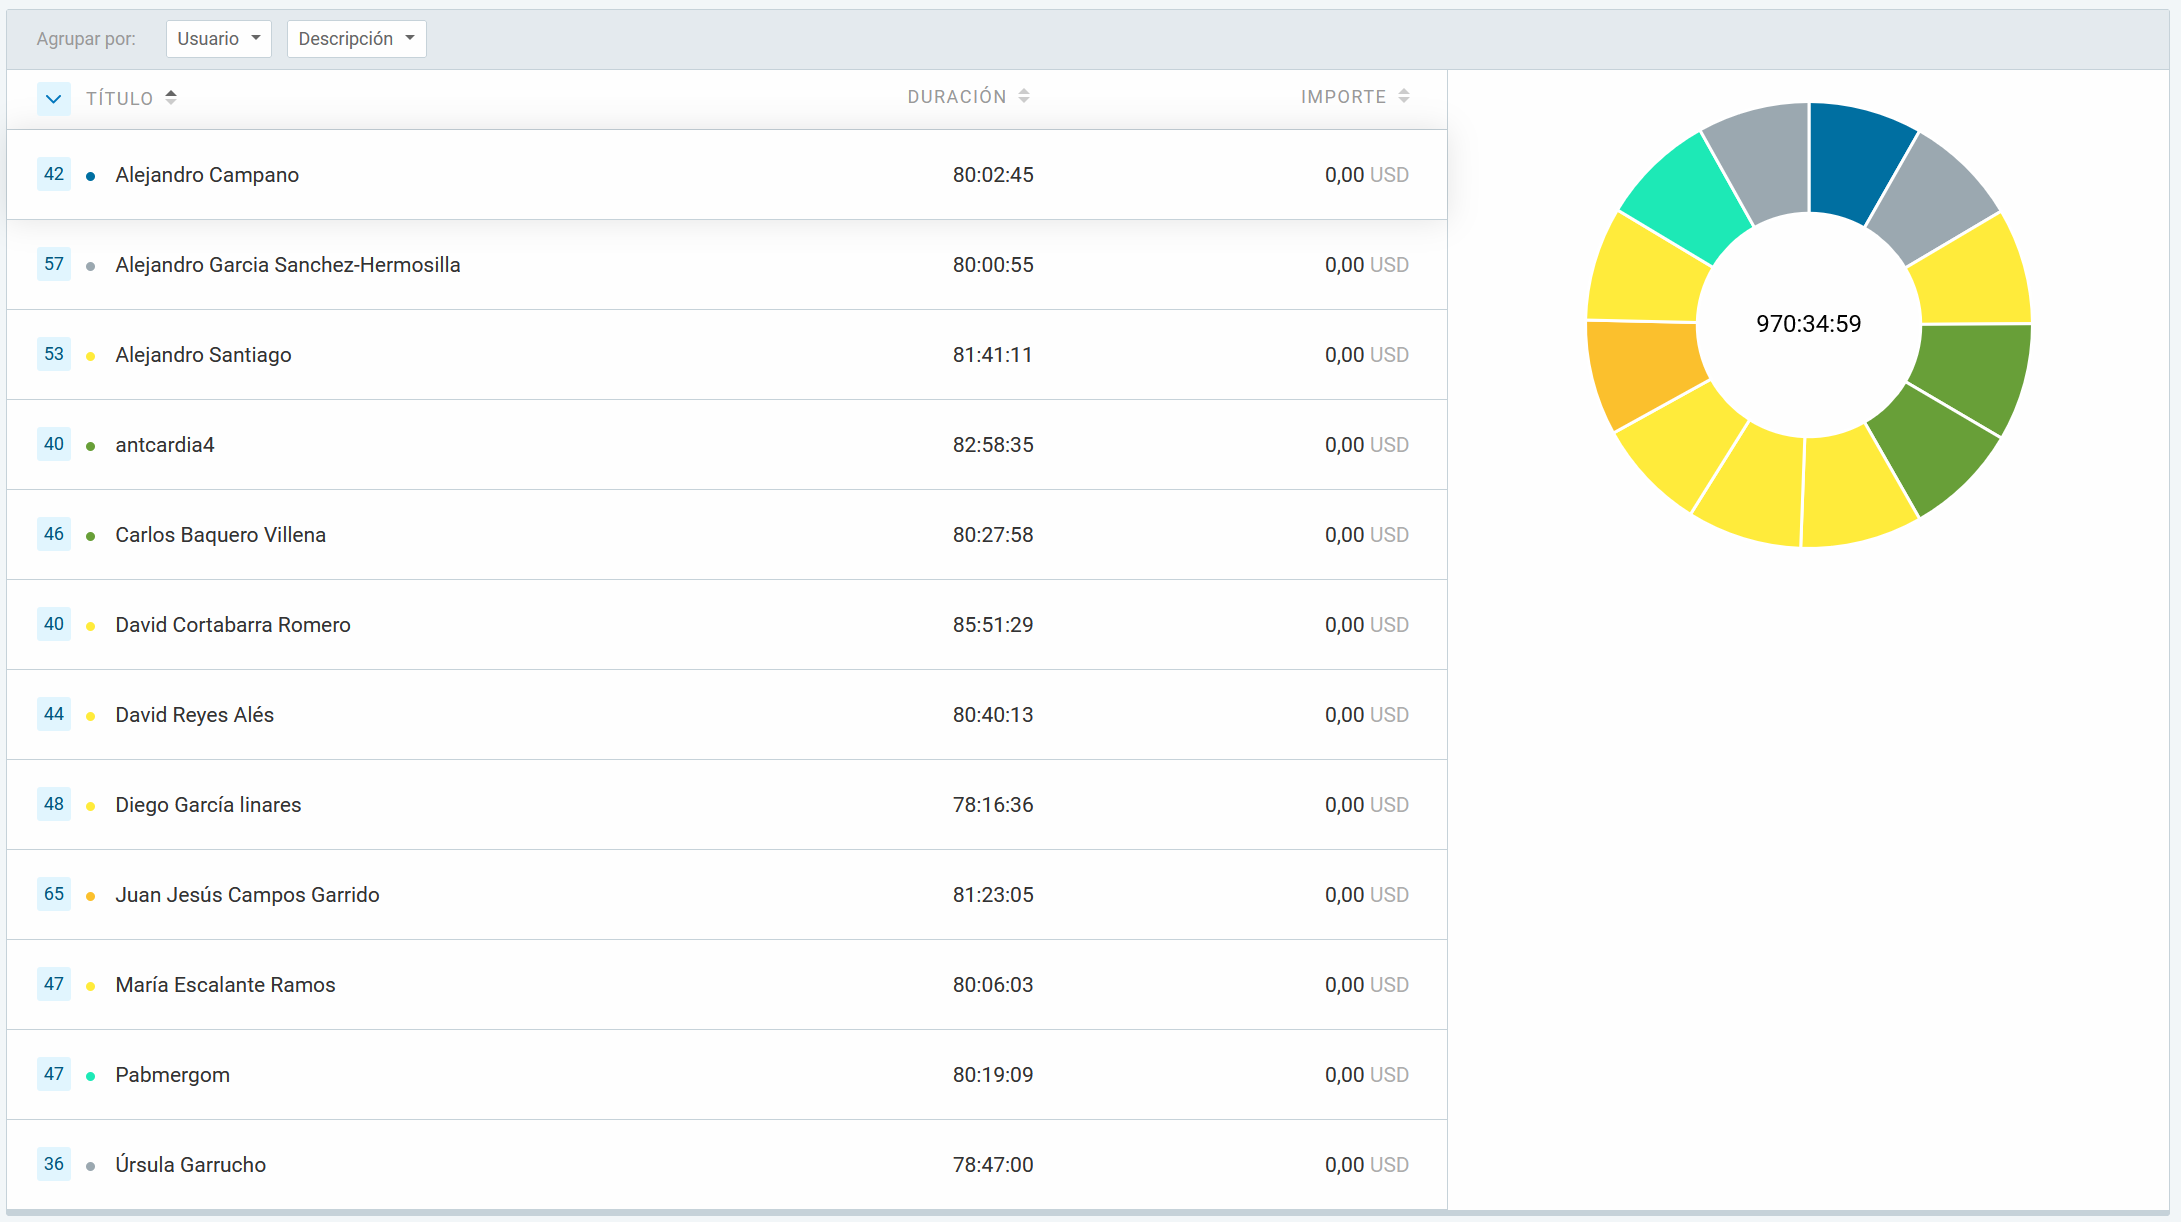 Agrupar por: Usuario Descripción
TÍTULO DURACIÓN IMPORTE
42 Alejandro Campano 80:02:45 0,00 USD
57 Alejandro Garcia Sanchez-Hermosilla 80:00:55 0,00 USD
53 Alejandro Santiago 81:41:11 0,00 USD
40 antcardia4 82:58:35 0,00 USD
46 Carlos Baquero Villena 80:27:58 0,00 USD
40 David Cortabarra Romero 85:51:29 0,00 USD
44 David Reyes Alés 80:40:13 0,00 USD
48 Diego García linares 78:16:36 0,00 USD
65 Juan Jesús Campos Garrido 81:23:05 0,00 USD
47 María Escalante Ramos 80:06:03 0,00 USD
47 Pabmergom 80:19:09 0,00 USD
36 Úrsula Garrucho 78:47:00 0,00 USD
970:34:59